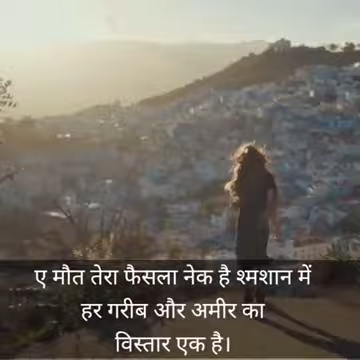 ए मौत तेरा फैसला नेक है श्मशान में
हर गरीब और अमीर का
विस्तार एक है।